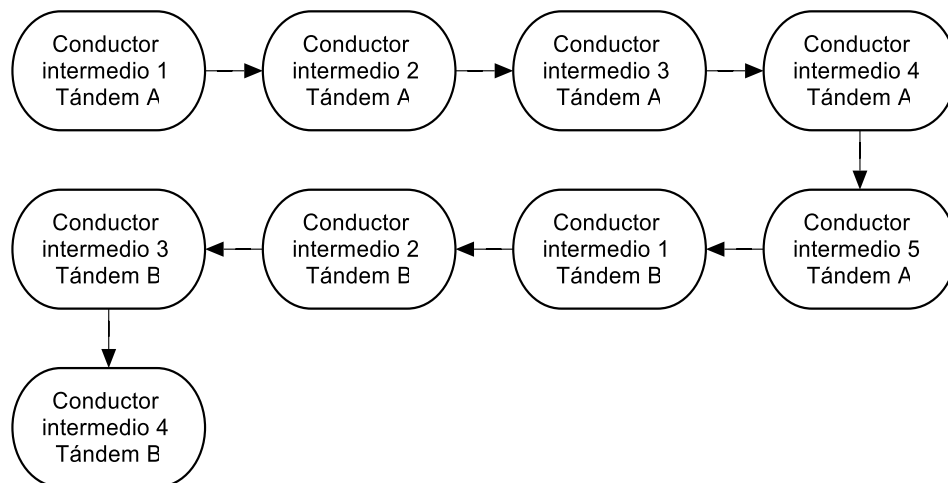 Conductor
intermedio 1
Tándem A
Conductor
intermedio 2
Tándem A
Conductor
intermedio 3
Tándem A
Conductor
intermedio 4
Tándem A
Conductor
intermedio 5
Tándem A
Conductor
intermedio 1
Tándem B
Conductor
intermedio 2
Tándem B
Conductor
intermedio 3
Tándem B
Conductor
intermedio 4
Tándem B